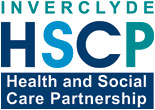 INVERCLYDE
HSCP
Health and Social
Care Partnership